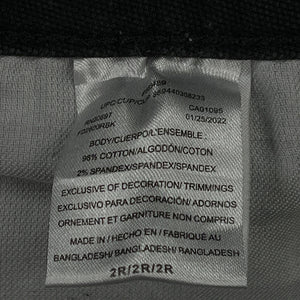 UPC/CUP/CUP
CA01095
01/25/2022
BODY/CUERPO/L'ENSEMBLE :
98% COTTON/ALGODÓN/COTON
2% SPANDEX/SPANDEX/SPANDEX
EXCLUSIVE OF DECORATION/ TRIMMINGS
EXCLUSIVO PARA DECORACIÓN/ ADORNOS
ORNEMENT ET GARNITURE NON COMPRIS
MADE IN / HECHO EN / FABRIQUÉ AU
BANGLADESH/ BANGLADESH/ BANGLADESH
2R/2R/2R